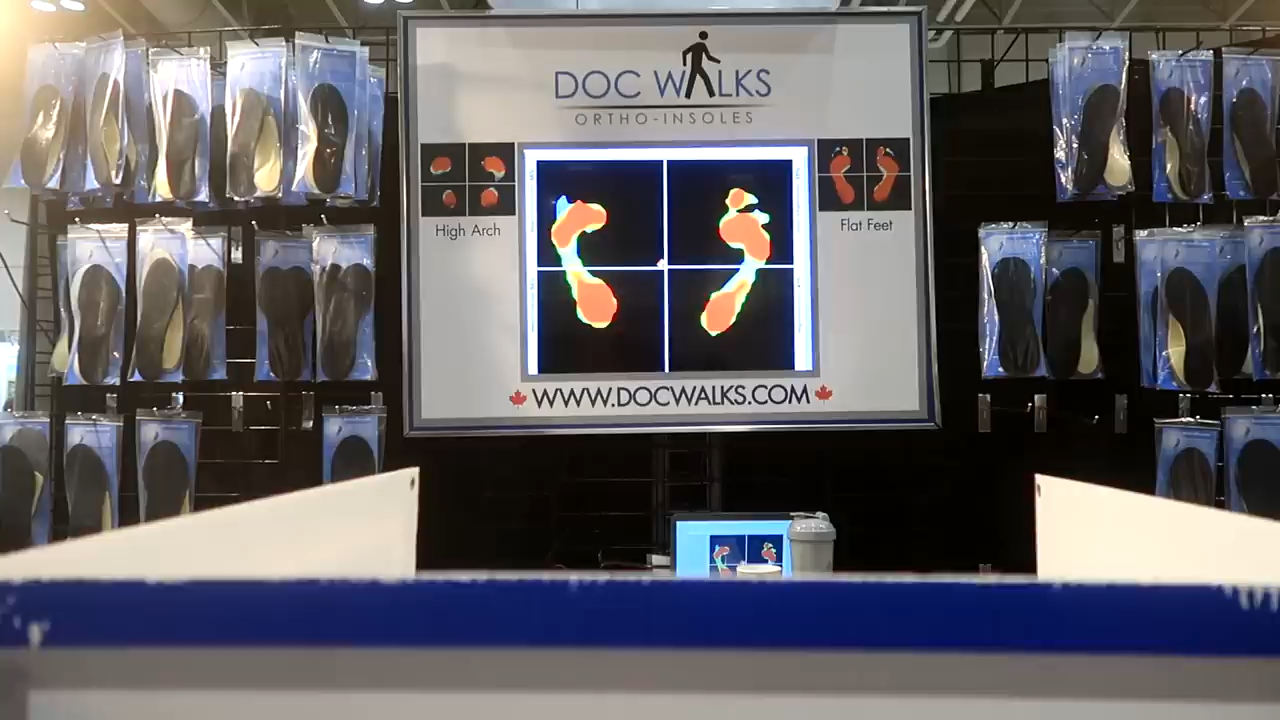 DOC WALKS
ORTHO-INSOLES
High Arch
Flat Feet
WWW.DOCWALKS.COM